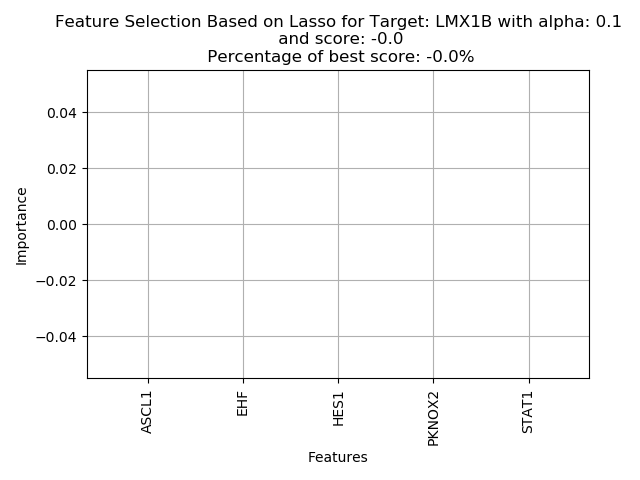 Feature Selection Based on Lasso for Target: LMX1B with alpha: 0.1
and score: -0.0
Percentage of best score: -0.0%
0.04
0.02
0.00
−0.02
−0.04
Importance
ASCL1
EHF
HES1
PKNOX2
STAT1
Features